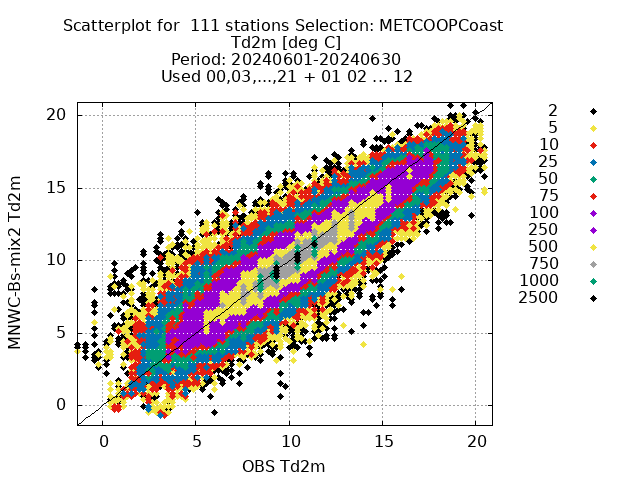 Scatterplot for  111 stations Selection: METCOOPCoast
Td2m [deg C]
Period: 20240601-20240630
Used 00,03,...,21 + 01 02 ... 12
MNWC-Bs-mix2 Td2m
20
15
10
5
0
0 5 10 15 20
OBS Td2m
2
5
10
25
50
75
100
250
500
750
1000
2500